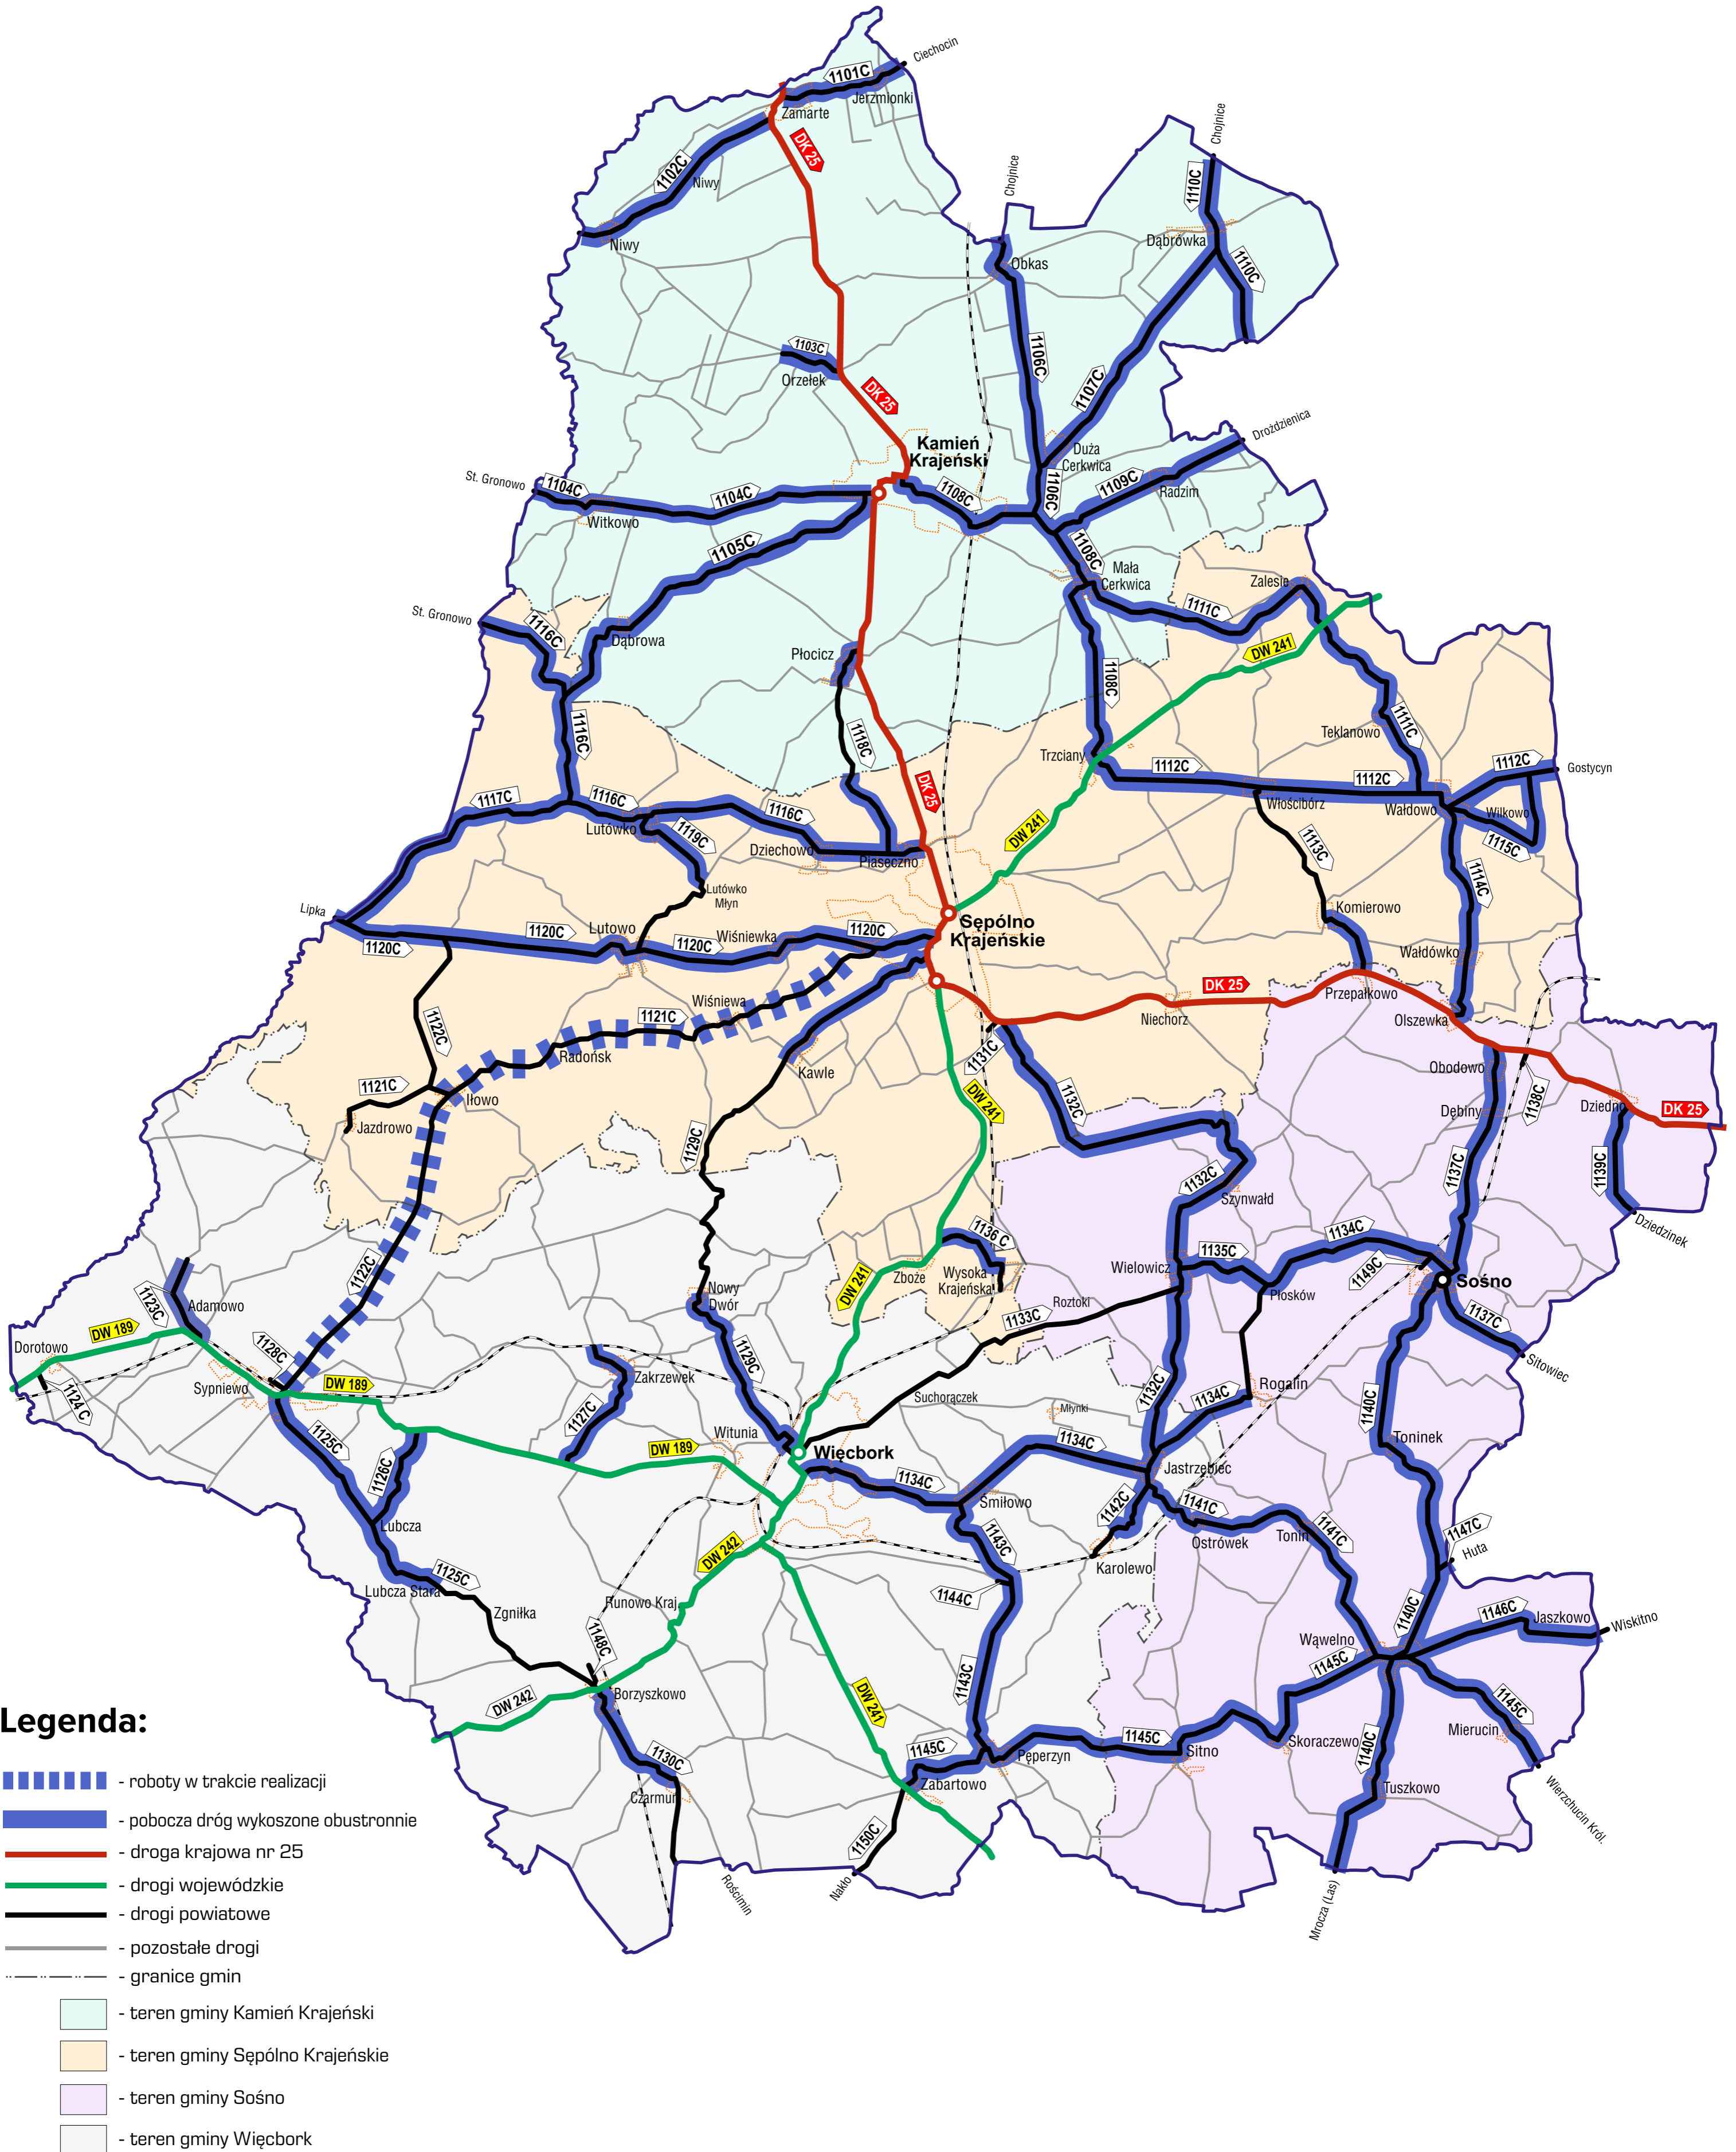 Ciechocin
1101C
Jerzmionki
Zamarte
DK 25
1102C
Niwy
Niwy
Chojnice
Chojnice
1110C
Dąbrówka
1110C
Obkas
1106C
1107C
1103C
Orzełek
DK 25
Kamień
Krajeński
Duża
Cerkwica
Drożdzienica
St. Gronowo
1104C
1104C
Witkowo
1108C
1106C
1109C
Radzim
1105C
1108C
Mała
Cerkwica
Zalesie
1111C
St. Gronowo
1116C
Dąbrowa
Płocicz
DW 241
1108C
1116C
1118C
Teklanowo
1111C
Trzciany
1112C
1112C
1112C
Gostycyn
DK 25
1117C
1116C
1116C
Lutówko
1119C
Dziechowo
Piaseczno
DW 241
Włościbórz
Wałdowo
Wilkowo
1115C
1113C
1114C
Lutówko
Młyn
Lipka
1120C
1120C
Lutowo
1120C
Wiśniewka
1120C
Sępólno
Krajeńskie
Komierowo
Wałdówko
DK 25
Przepałkowo
Niechorz
Olszewka
Wiśniewa
1121C
1122C
Radońsk
Kawle
1131C
1132C
Obodowo
1138C
Dziedno
DK 25
1121C
Iłowo
Jazdrowo
DW 241
Dębiny
1129C
1137C
1139C
1132C
Szynwałd
Dziedzinek
1136 C
1134C
1135C
1122C
1123C
Adamowo
Zboże
Wysoka
Krajeńska
Wielowicz
1149C
Sośno
Płosków
DW 241
Nowy
Dwór
Roztoki
1133C
1137C
Sitowiec
DW 189
Dorotowo
1128C
1124 C
Sypniewo
DW 189
Zakrzewek
1129C
Suchorączek
1132C
1134C
Rogalin
Młynki
1140C
1127C
1125C
1126C
Witunia
DW 189
Więcbork
1134C
1134C
Jastrzębiec
Toninek
Śmiłowo
1142C
1141C
Lubcza
1143C
Ostrówek
Tonin
1141C
1147C
Huta
DW 242
Karolewo
Lubcza Stara
1125C
Zgniłka
Runowo Kraj.
1144C
1140C
1146C
Jaszkowo
Wiskitno
1148C
Wąwelno
1145C
1143C
DW 242
Borzyszkowo
DW 241
1145C
Mierucin
1130C
1145C
Pęperzyn
1145C
Sitno
Skoraczewo
1140C
Czarmuń
Zabartowo
Tuszkowo
Wierzchucin Król.
1150C
Nakło
Rościmin
Mrocza (Las)
Legenda:
- roboty w trakcie realizacji
- pobocza dróg wykoszone obustronnie
- droga krajowa nr 25
- drogi wojewódzkie
- drogi powiatowe
- pozostałe drogi
- granice gmin
- teren gminy Kamień Krajeński
- teren gminy Sępólno Krajeńskie
- teren gminy Sośno
- teren gminy Więcbork